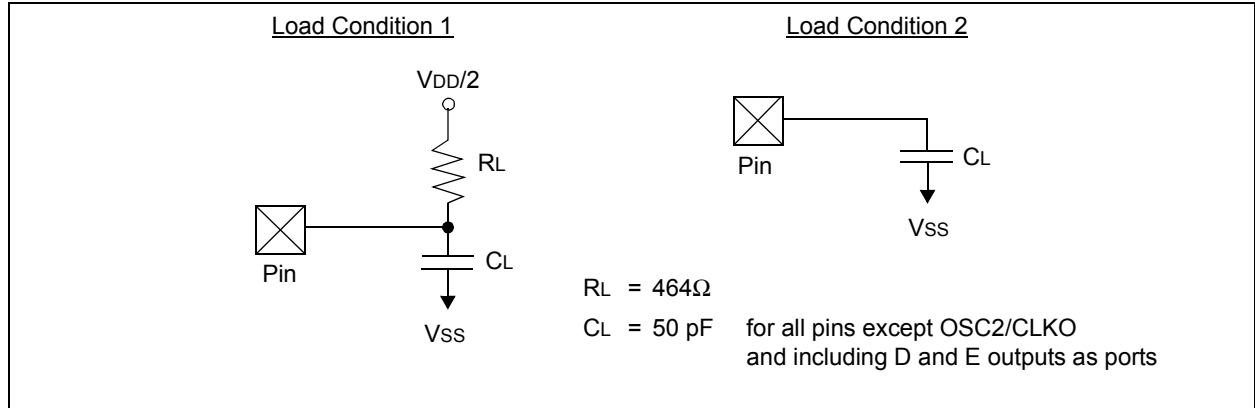 Load Condition 1
VDD/2
RL
Pin
CL
VSS
Load Condition 2
Pin
CL
VSS
RL = 464Ω
CL = 50 pF for all pins except OSC2/CLKO
and including D and E outputs as ports